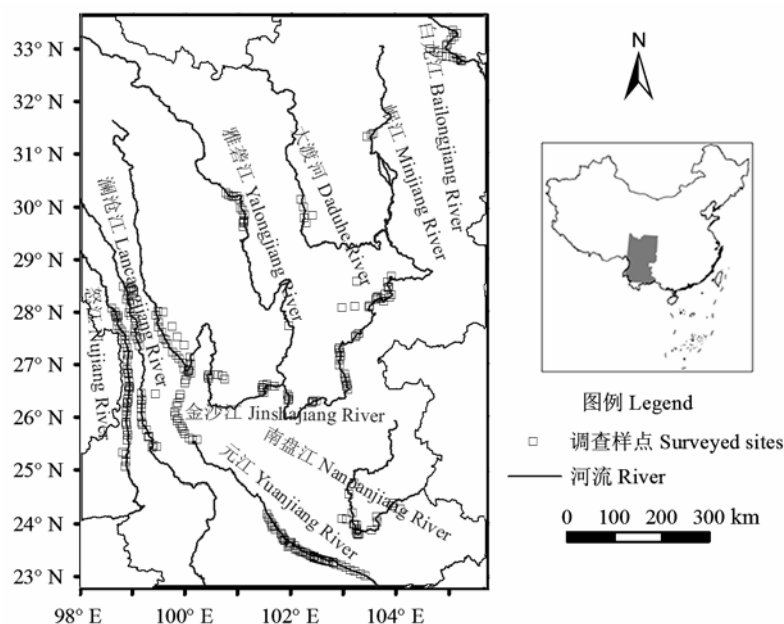 33° N
32° N
31° N
30° N
29° N
28° N
27° N
26° N
25° N
24° N
23° N
98° E
100° E
102° E
104° E
白龙江 Bailongjiang River
岷江 Minjiang River
大渡河 Daduhe River
雅砻江 Yalongjiang River
澜沧江 Lancangjiang River
怒江 Nujiang River
金沙江 Jinshajiang River
南盘江 Nanpanjiang River
元江 Yuanjiang River
N
图例 Legend
调查样点 Surveyed sites
河流 River
0 100 200 300 km